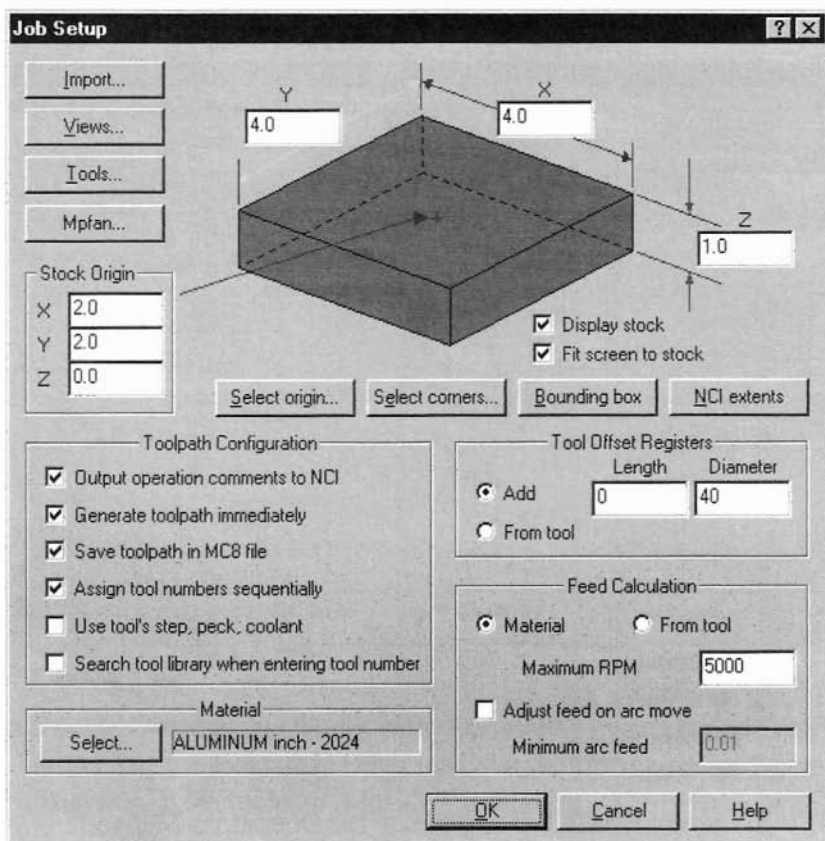 Job Setup
Import...
Views...
Tools...
Mpfan...
Y
4.0
X
4.0
Z
1.0
Stock Origin
X 2.0
Y 2.0
Z 0.0
Display stock
Fit screen to stock
Select origin...
Select corners...
Bounding box
NCI extents
Toolpath Configuration
Output operation comments to NCI
Generate toolpath immediately
Save toolpath in MC8 file
Assign tool numbers sequentially
Use tool's step, peck, coolant
Search tool library when entering tool number
Material
Select... ALUMINUM inch - 2024
Tool Offset Registers
Length Diameter
Add 0 40
From tool
Feed Calculation
Material From tool
Maximum RPM 5000
Adjust feed on arc move
Minimum arc feed 0.01
OK Cancel Help